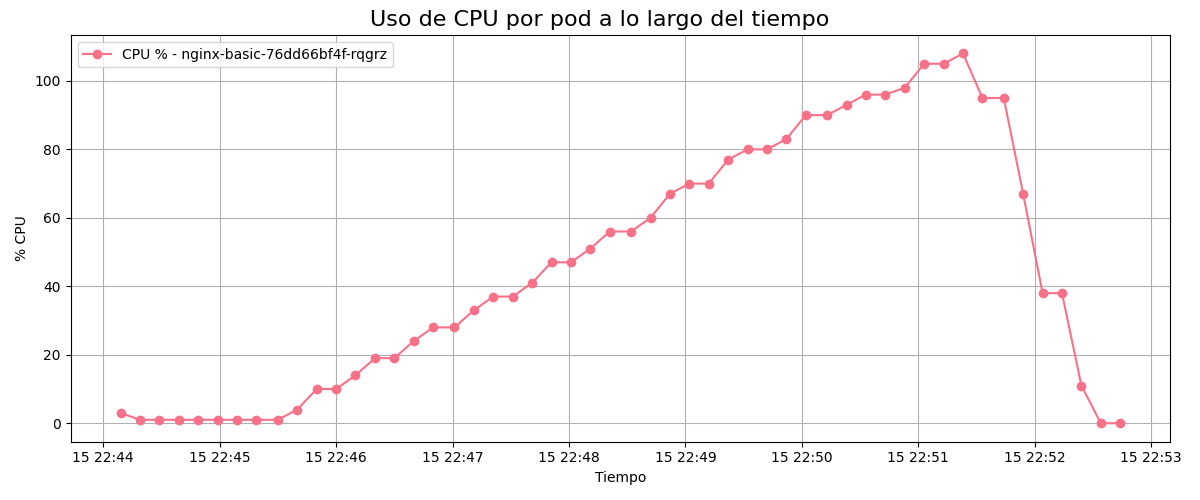 Uso de CPU por pod a lo largo del tiempo
CPU % - nginx-basic-76dd66bf4f-rqgrz
100
80
60
40
20
0
% CPU
15 22:44 15 22:45 15 22:46 15 22:47 15 22:48 15 22:49 15 22:50 15 22:51 15 22:52 15 22:53
Tiempo